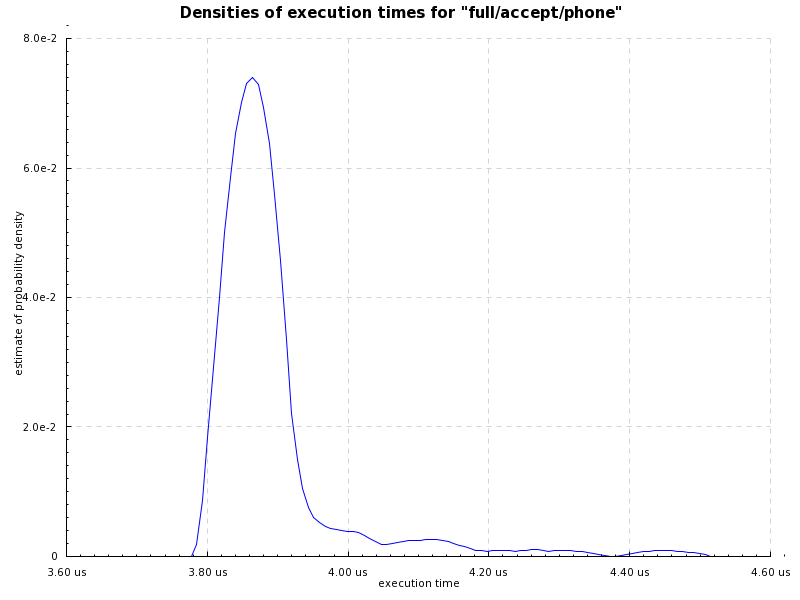 Densities of execution times for "full/accept/phone"
8.0e-2
6.0e-2
4.0e-2
2.0e-2
0
estimate of probability density
3.60 us
3.80 us
4.00 us
4.20 us
4.40 us
4.60 us
execution time